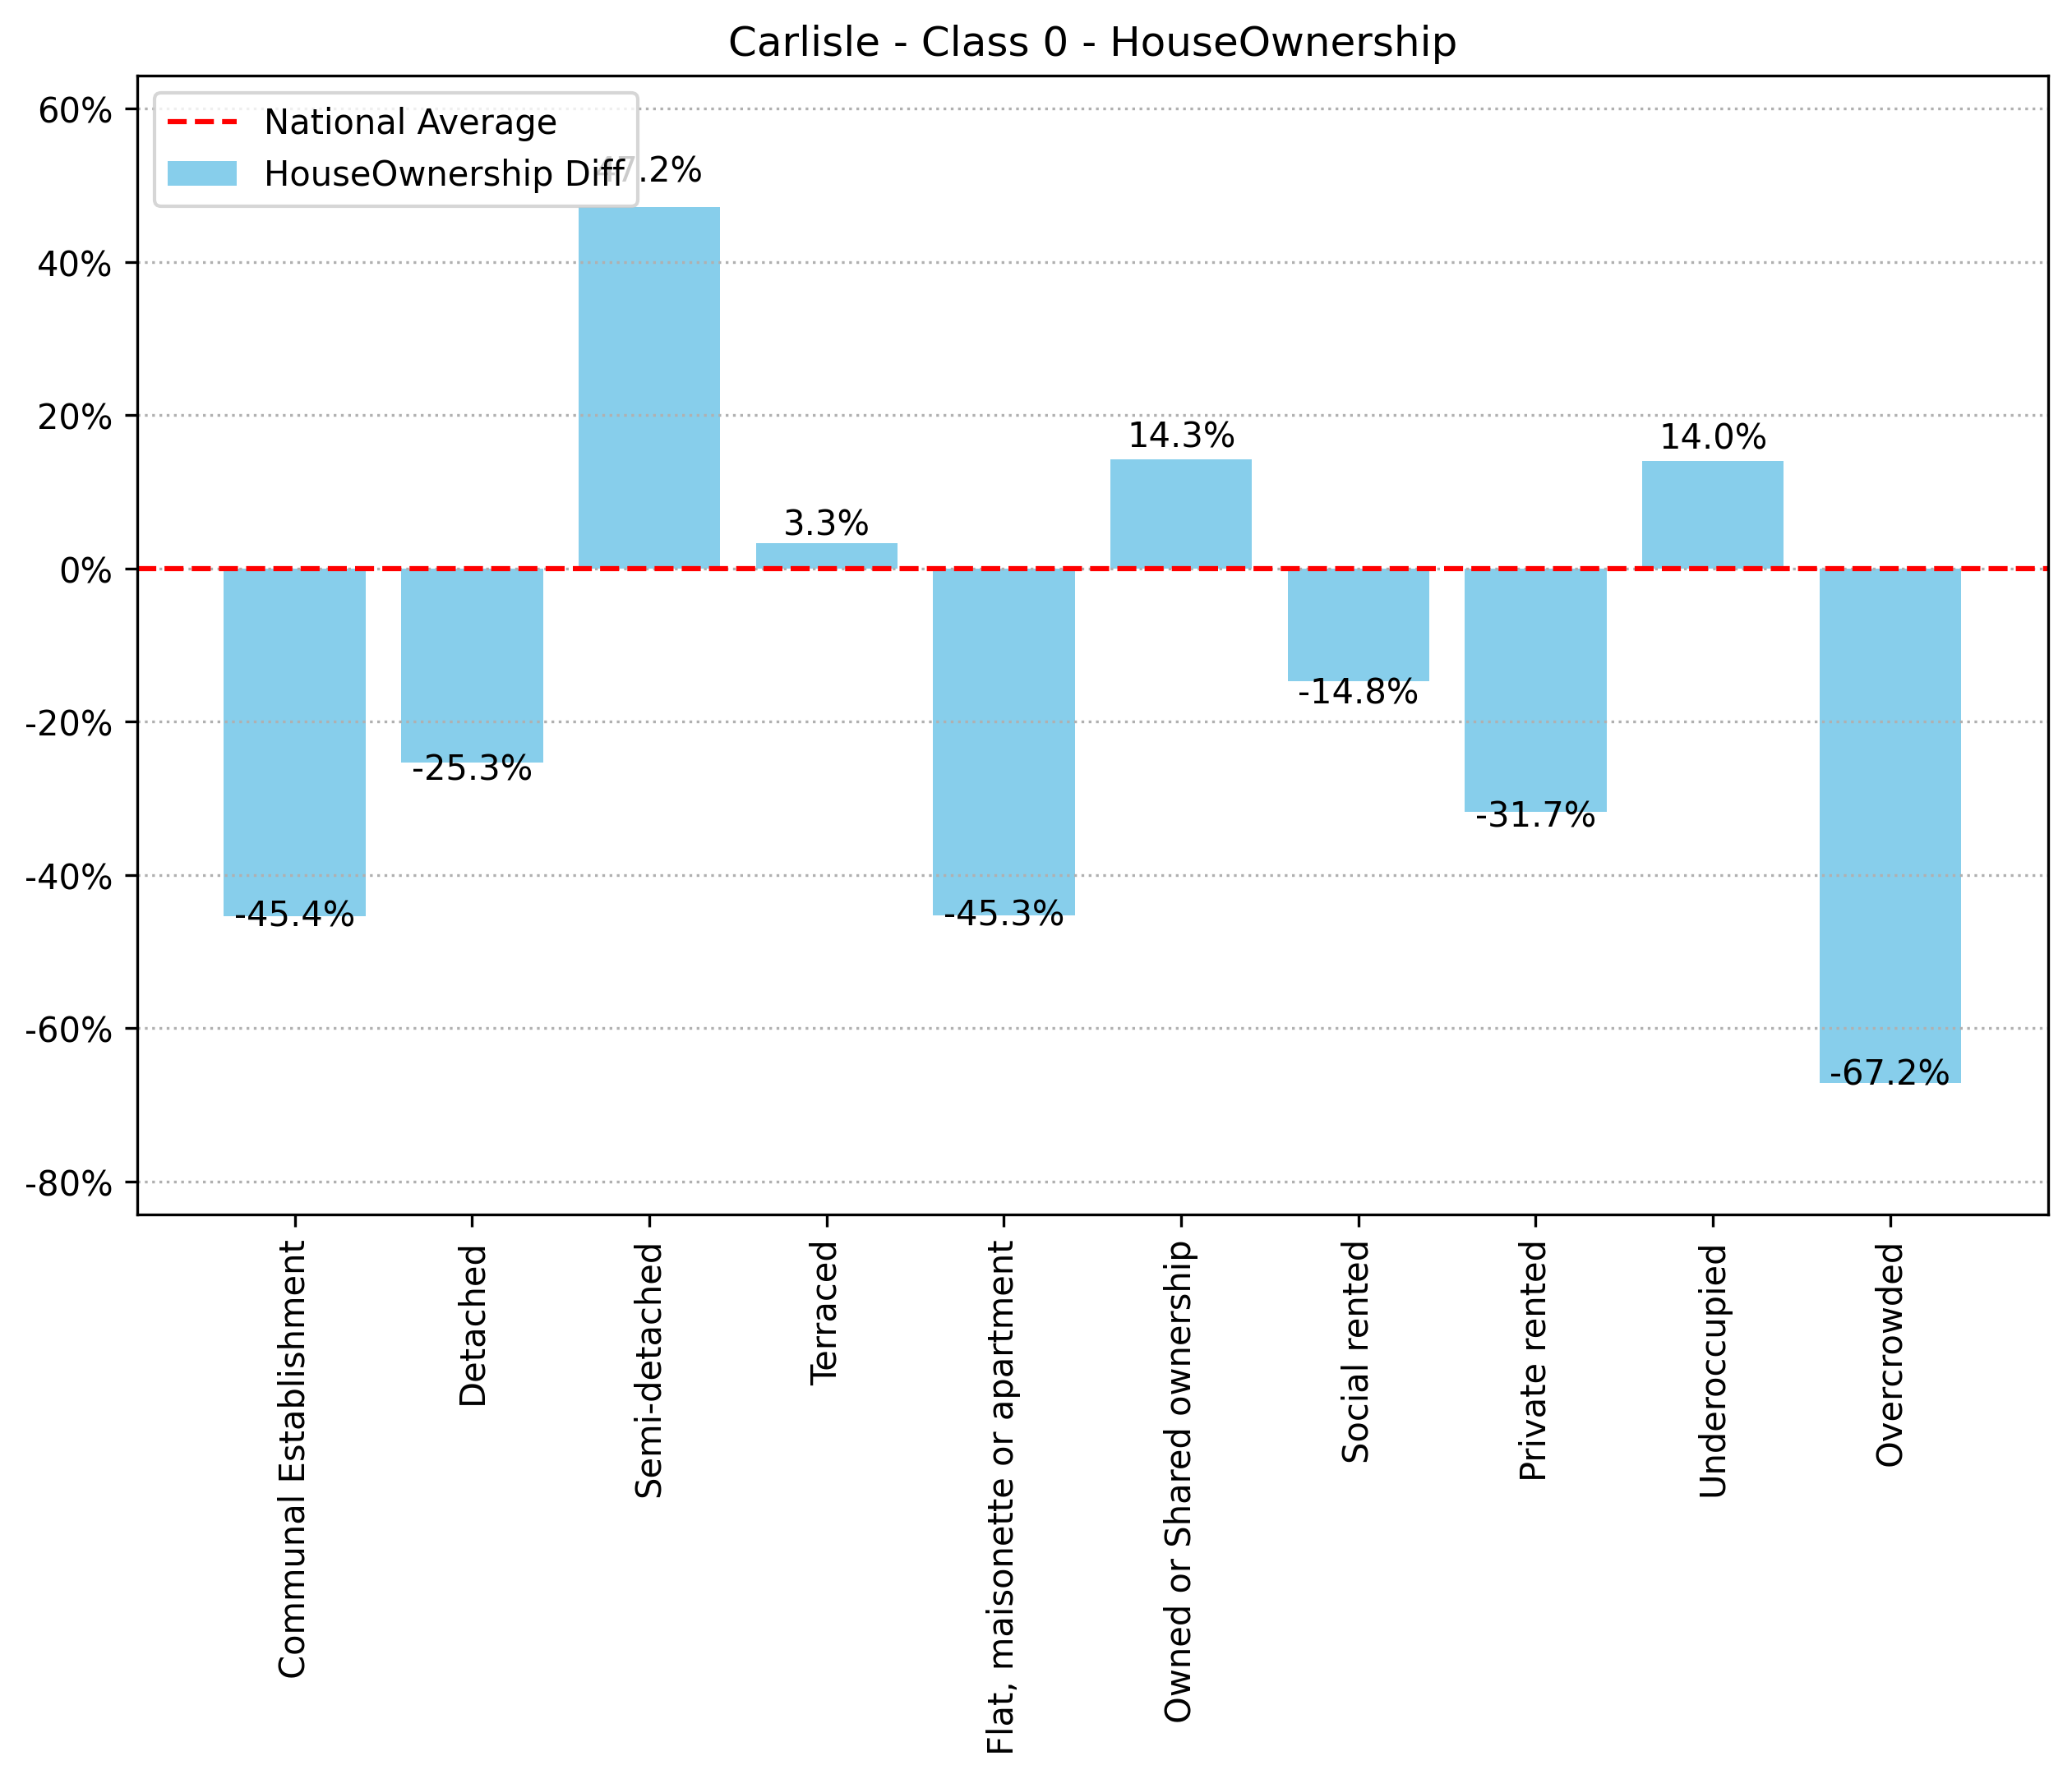 Carlisle - Class 0 - HouseOwnership
National Average
HouseOwnership Diff
60%
40%
20%
0%
-20%
-40%
-60%
-80%
-45.4%
-25.3%
47.2%
3.3%
-45.3%
14.3%
-14.8%
-31.7%
14.0%
-67.2%
Communal Establishment
Detached
Semi-detached
Terraced
Flat, maisonette or apartment
Owned or Shared ownership
Social rented
Private rented
Underoccupied
Overcrowded